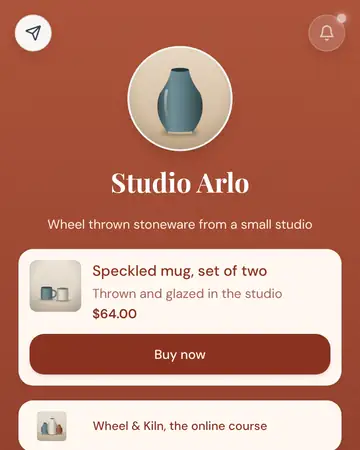 Studio Arlo
Wheel thrown stoneware from a small studio
Speckled mug, set of two
Thrown and glazed in the studio
$64.00
Buy now
Wheel & Kiln, the online course